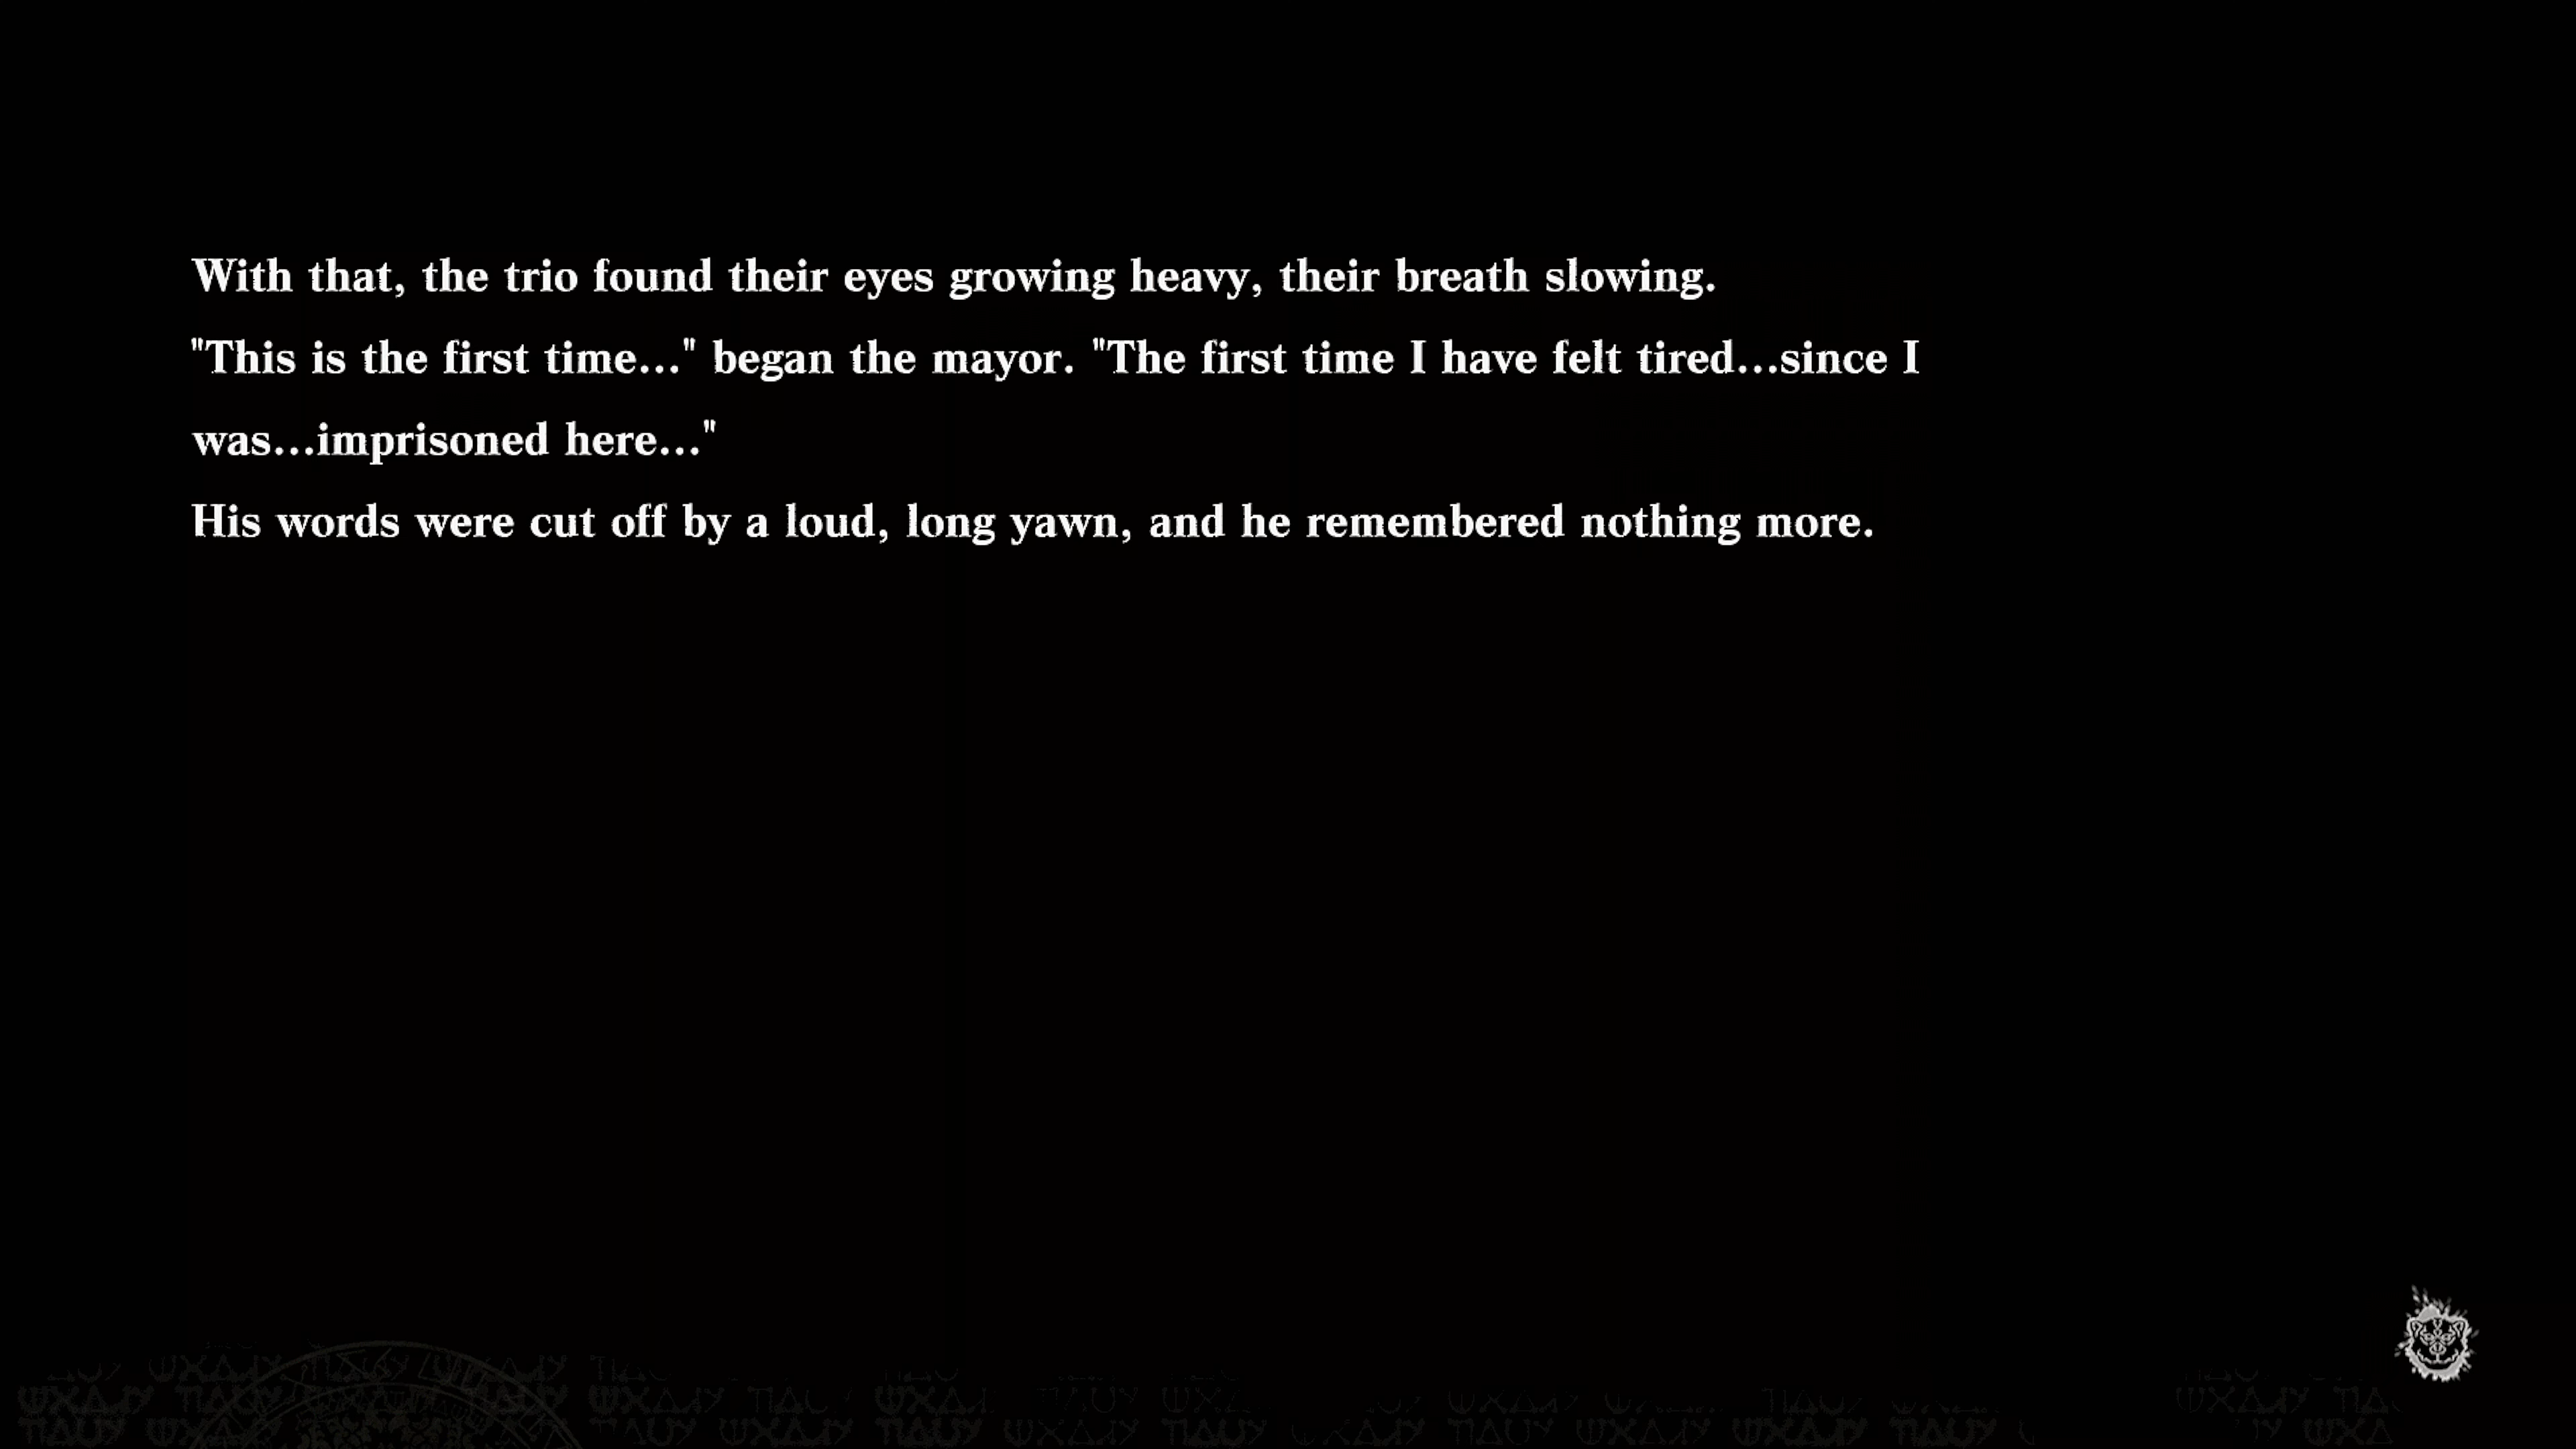 With that, the trio found their eyes growing heavy, their breath slowing.
"This is the first time..." began the mayor. "The first time I have felt tired...since I
was...imprisoned here..."
His words were cut off by a loud, long yawn, and he remembered nothing more.